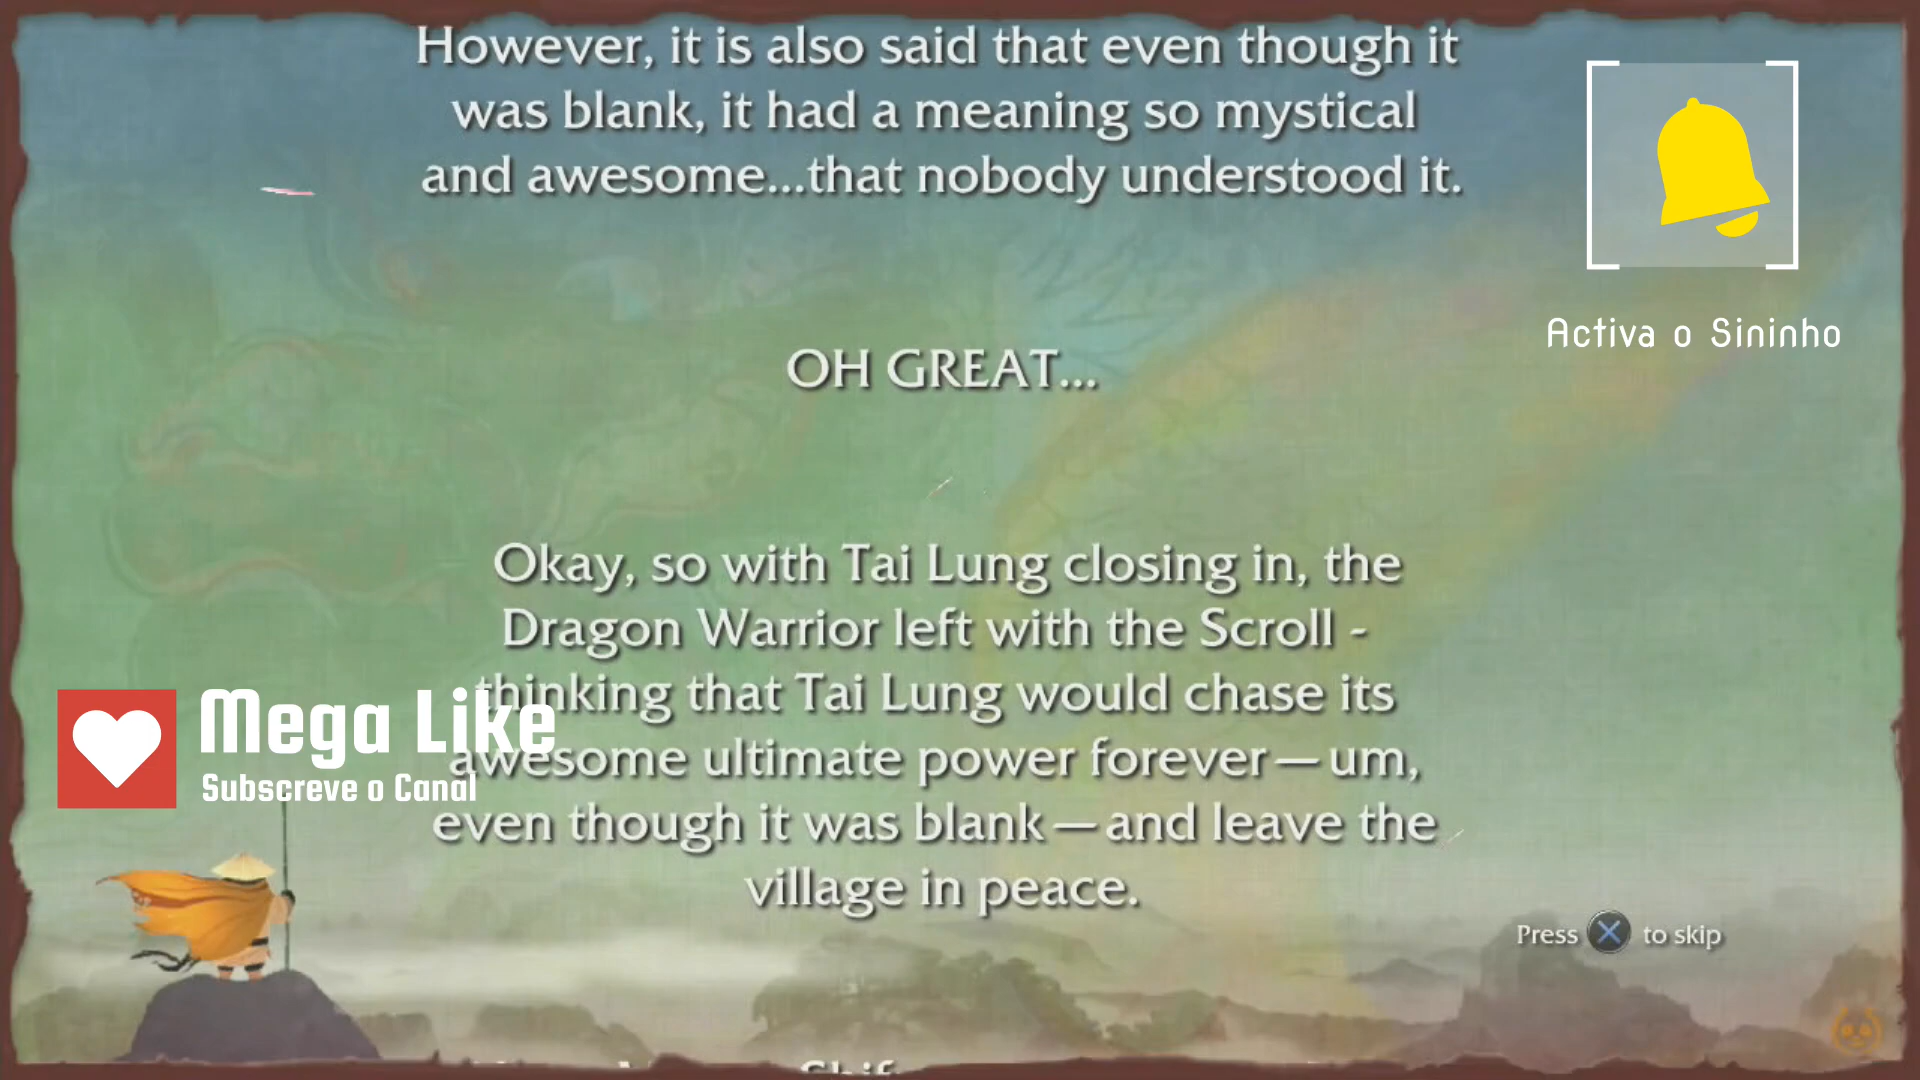 However, it is also said that even though it
was blank, it had a meaning so mystical
and awesome...that nobody understood it.
Activa o Sininho
OH GREAT...
Okay, so with Tai Lung closing in, the
Dragon Warrior left with the Scroll -
thinking that Tai Lung would chase its
awesome ultimate power forever—um,
even though it was blank—and leave the
village in peace.
Mega Like
Subscreve o Canal
Press X to skip